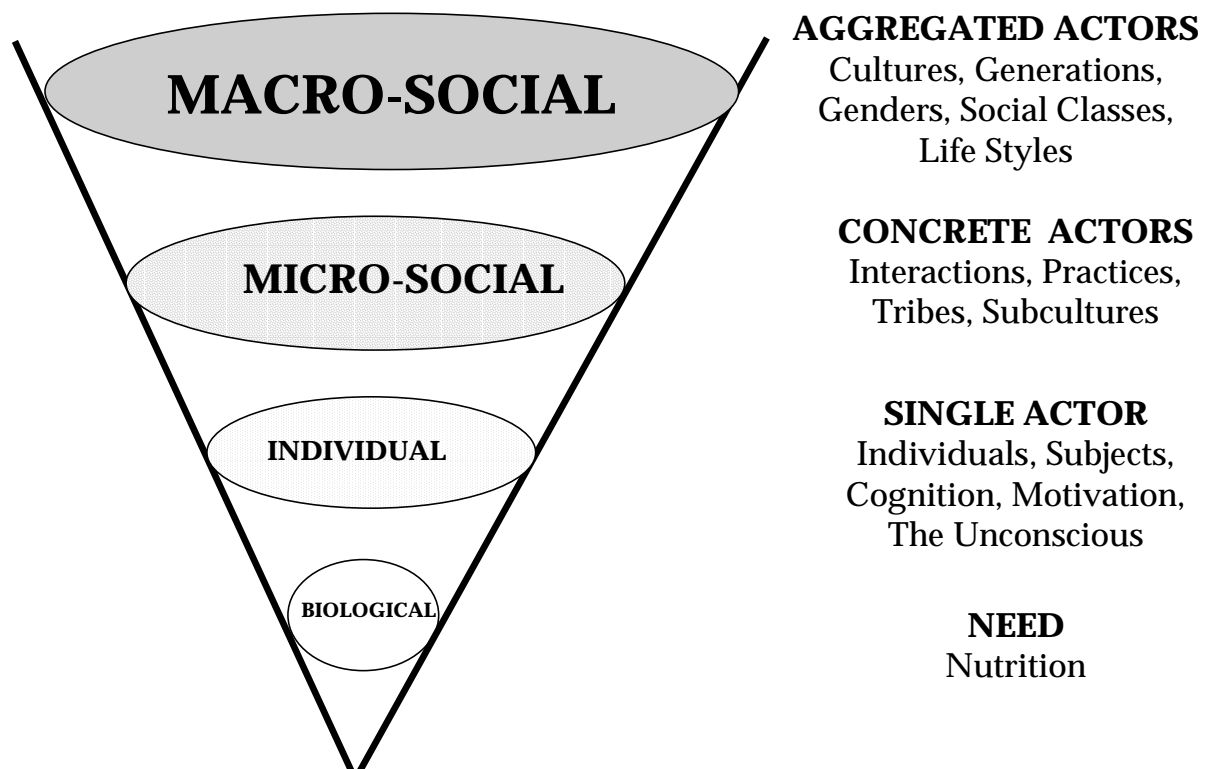 MACRO-SOCIAL
AGGREGATED ACTORS
Cultures, Generations,
Genders, Social Classes,
Life Styles
MICRO-SOCIAL
CONCRETE ACTORS
Interactions, Practices,
Tribes, Subcultures
INDIVIDUAL
SINGLE ACTOR
Individuals, Subjects,
Cognition, Motivation,
The Unconscious
BIOLOGICAL
NEED
Nutrition